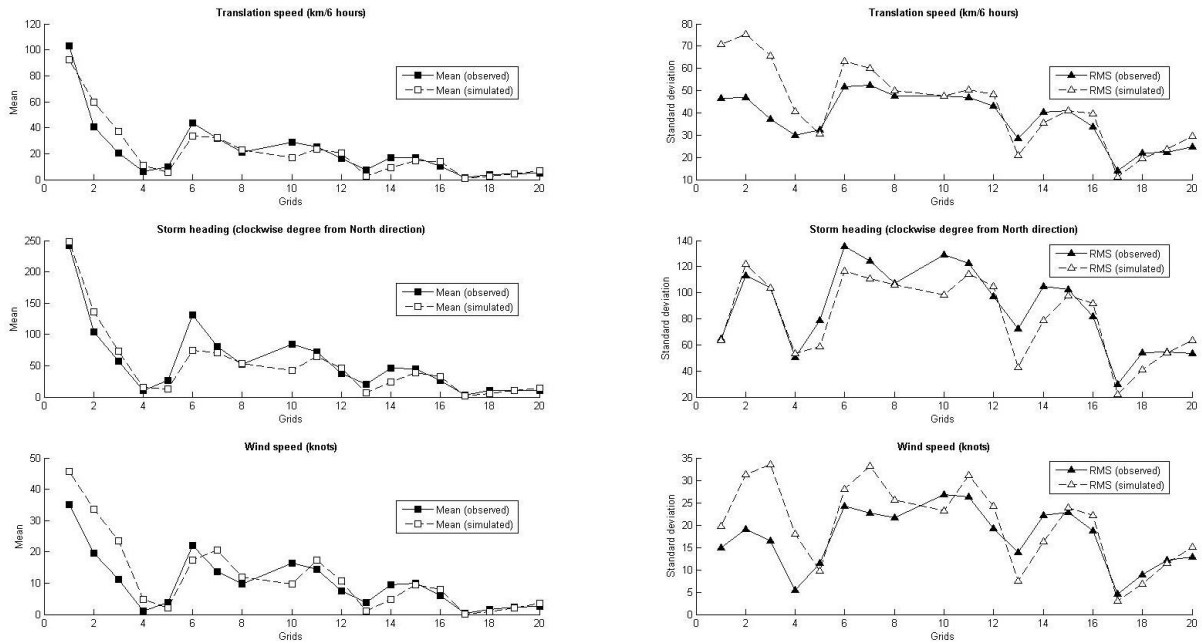 Translation speed (km/6 hours)
120
100
80
60
40
20
0
Mean
0 2 4 6 8 10 12 14 16 18 20
Grids
Mean (observed)
Mean (simulated)
Translation speed (km/6 hours)
80
70
60
50
40
30
20
10
Standard deviation
0 2 4 6 8 10 12 14 16 18 20
Grids
RMS (observed)
RMS (simulated)
Storm heading (clockwise degree from North direction)
250
200
150
100
50
0
Mean
0 2 4 6 8 10 12 14 16 18 20
Grids
Mean (observed)
Mean (simulated)
Storm heading (clockwise degree from North direction)
140
120
100
80
60
40
20
Standard deviation
0 2 4 6 8 10 12 14 16 18 20
Grids
RMS (observed)
RMS (simulated)
Wind speed (knots)
50
40
30
20
10
0
Mean
0 2 4 6 8 10 12 14 16 18 20
Grids
Mean (observed)
Mean (simulated)
Wind speed (knots)
35
30
25
20
15
10
5
0
Standard deviation
0 2 4 6 8 10 12 14 16 18 20
Grids
RMS (observed)
RMS (simulated)